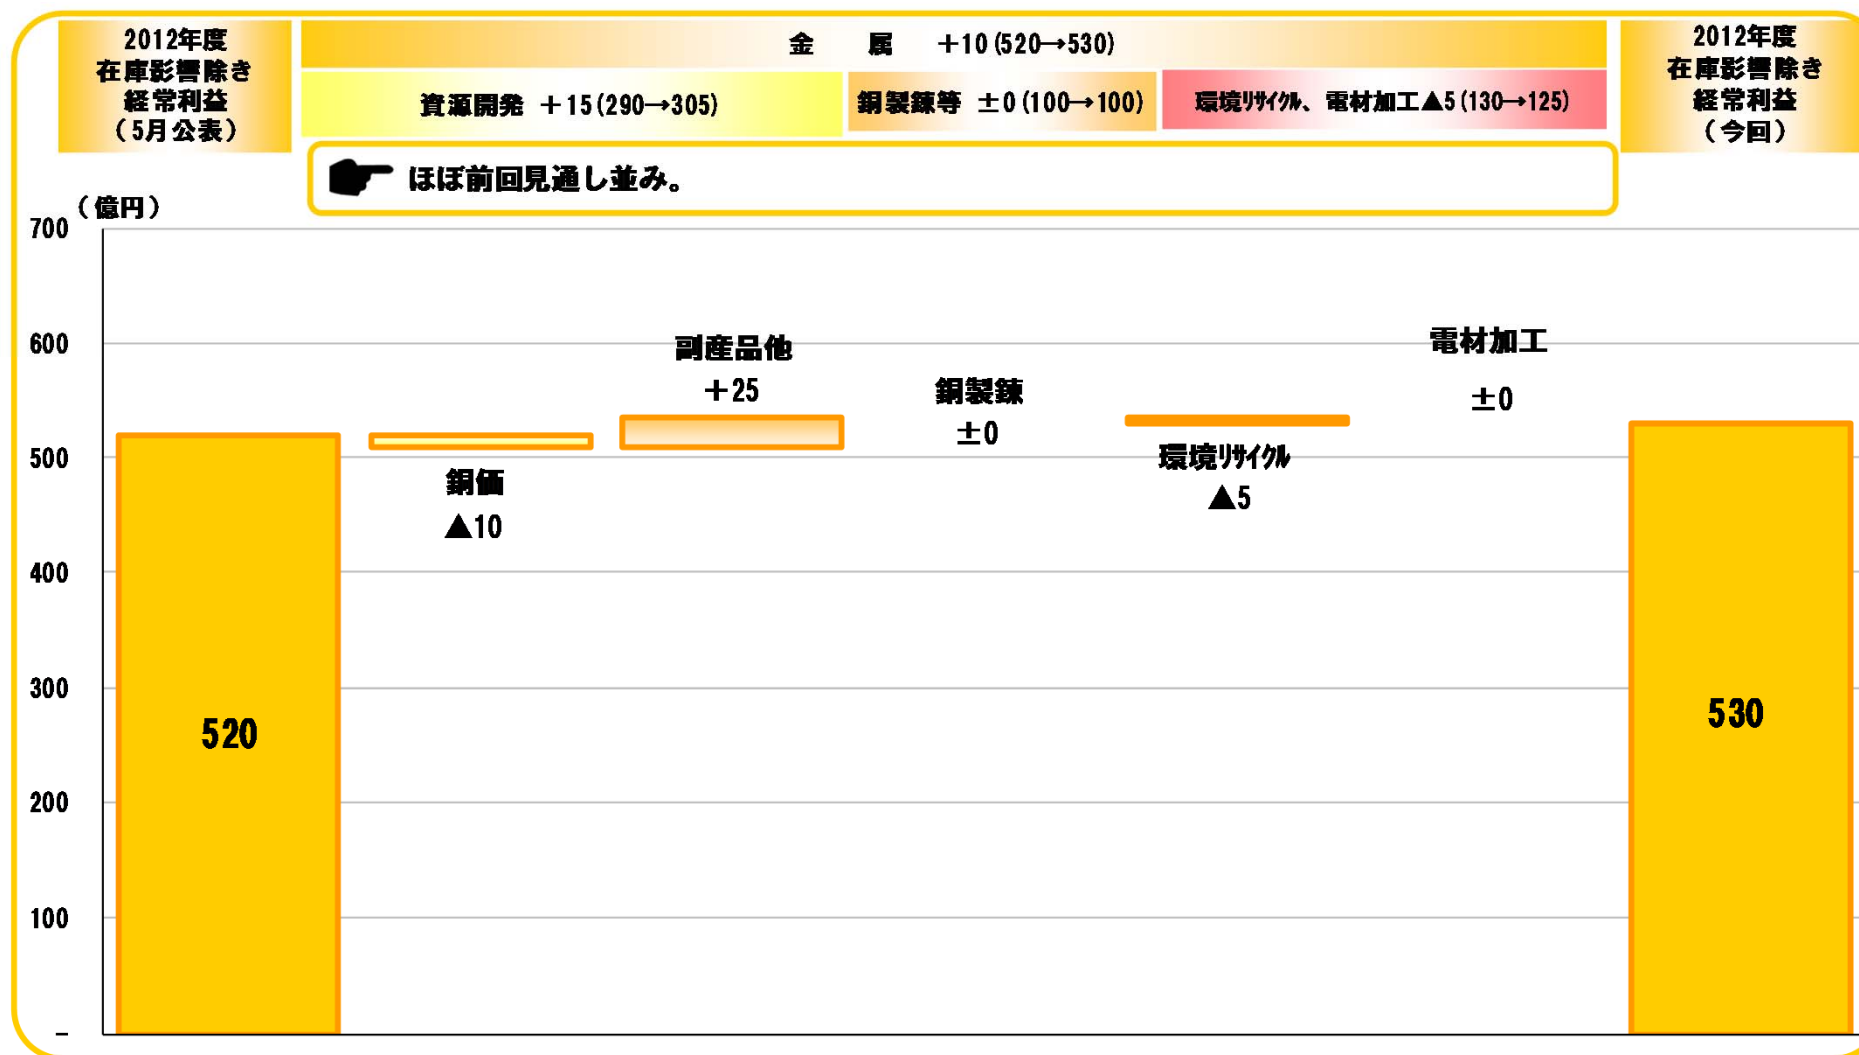 2012年度
在庫影響除き
経常利益
（5月公表）
金　　属　＋10(520→530)
資源開発 ＋15(290→305)
銅製錬等 ±0(100→100)
環境リサイクル、電材加工▲5(130→125)
2012年度
在庫影響除き
経常利益
（今回）
ほぼ前回見通し並み。
（億円）
700
600
500
400
300
200
100
－
520
銅価
▲10
副産品他
＋25
銅製錬
±0
環境リサイクル
▲5
電材加工
±0
530